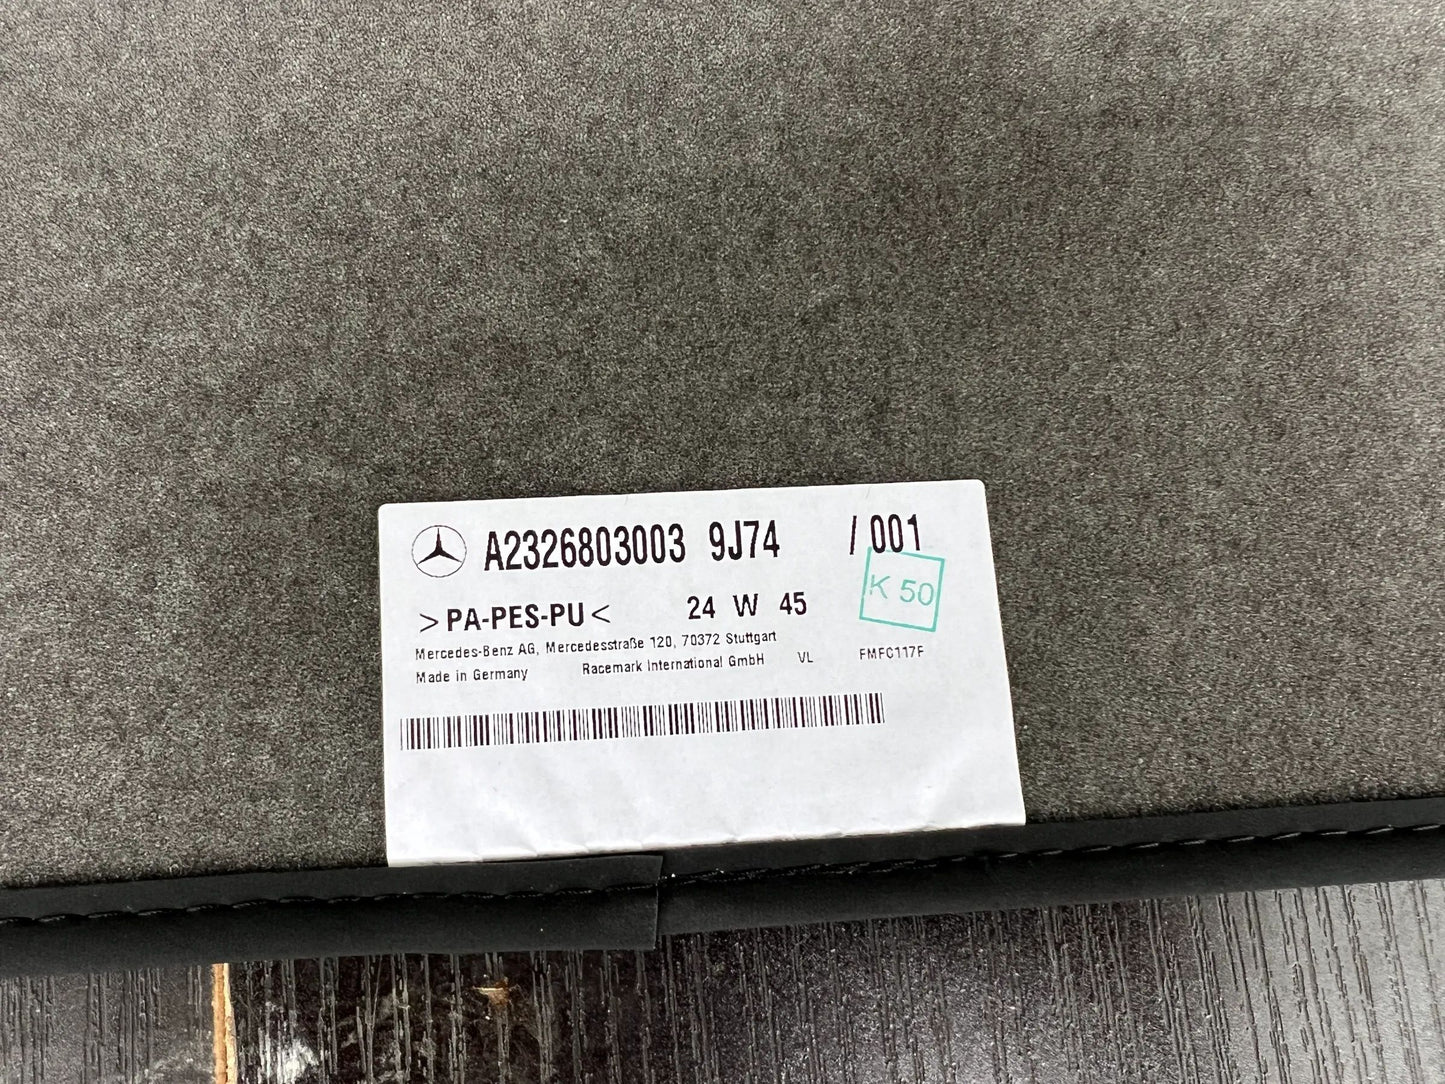 A2326803003 9J74 /001
K 50
>PA-PES-PU< 24 W 45
Mercedes-Benz AG, Mercedesstraße 120, 70372 Stuttgart
Made in Germany Racemark International GmbH VL FMFC117F